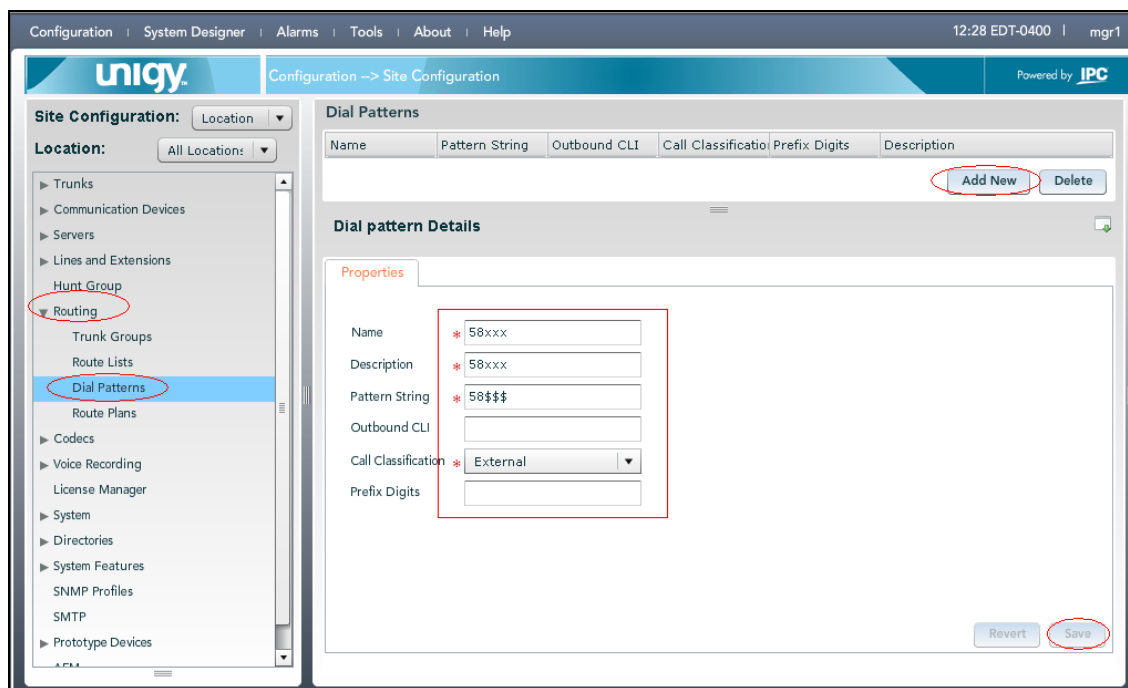 Configuration | System Designer | Alarms | Tools | About | Help 12:28 EDT-0400 | mgr1
unigy. Configuration --> Site Configuration Powered by IPC
Site Configuration: Location
Location: All Location:
Trunks
Communication Devices
Servers
Lines and Extensions
Hunt Group
Routing
Trunk Groups
Route Lists
Dial Patterns
Route Plans
Codecs
Voice Recording
License Manager
System
Directories
System Features
SNMP Profiles
SMTP
Prototype Devices
Dial Patterns
Name Pattern String Outbound CLI Call Classificatio Prefix Digits Description
Add New Delete
Dial pattern Details
Properties
Name * 58xxx
Description * 58xxx
Pattern String * 58$$$
Outbound CLI
Call Classification * External
Prefix Digits
Revert Save